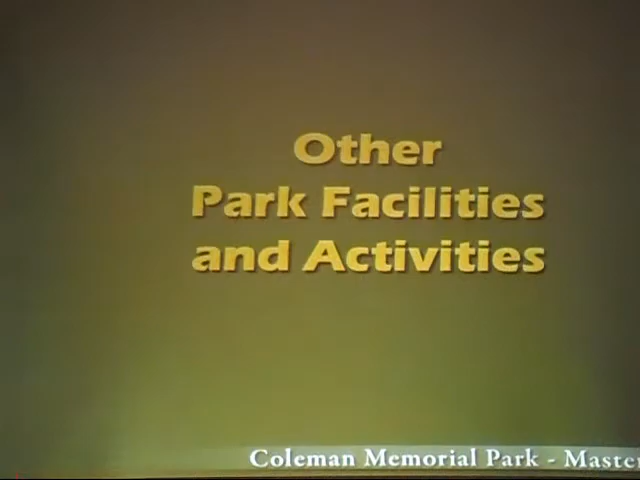 Other
Park Facilities
and Activities
Coleman Memorial Park - Master